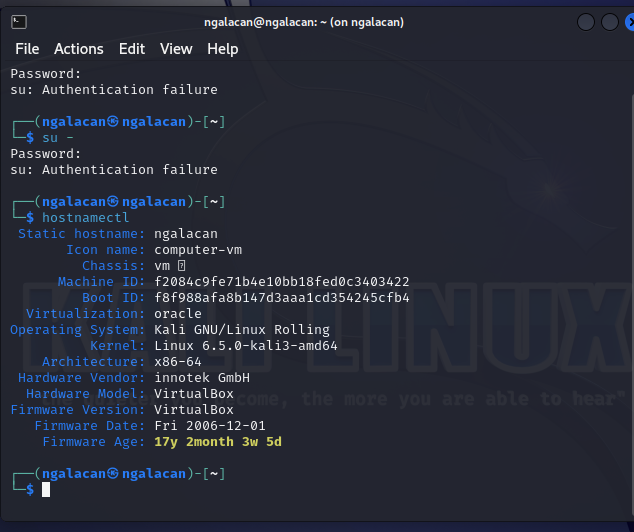 ngalacan@ngalacan: ~ (on ngalacan)
File Actions Edit View Help
Password:
su: Authentication failure
┌──(ngalacan㉿ngalacan)-[~]
└─$ su -
Password:
su: Authentication failure
┌──(ngalacan㉿ngalacan)-[~]
└─$ hostnamectl
Static hostname: ngalacan
Icon name: computer-vm
Chassis: vm
Machine ID: f2084c9fe71b4e10bb18fed0c3403422
Boot ID: f8f988afa8b147d3aaa1cd354245cfb4
Virtualization: oracle
Operating System: Kali GNU/Linux Rolling
Kernel: Linux 6.5.0-kali3-amd64
Architecture: x86-64
Hardware Vendor: innotek GmbH
Hardware Model: VirtualBox
Firmware Version: VirtualBox
Firmware Date: Fri 2006-12-01
Firmware Age: 17y 2month 3w 5d
┌──(ngalacan㉿ngalacan)-[~]
└─$
KALI LINUX
become, the more you are able to hear"